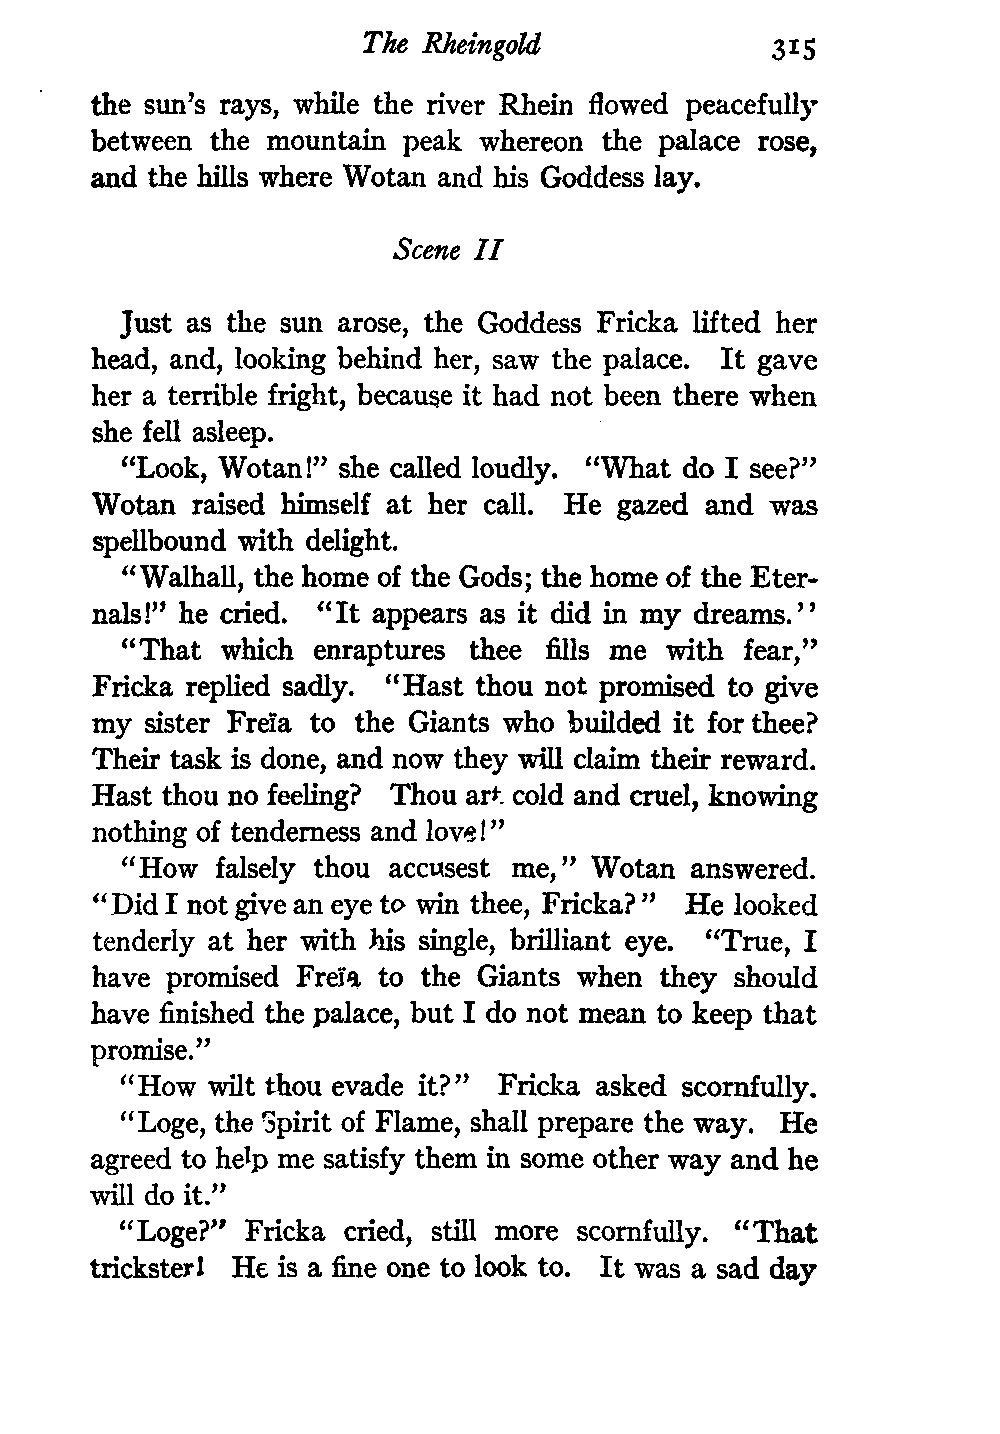 The Rheingold 315
the sun's rays, while the river Rhein flowed peacefully
between the mountain peak whereon the palace rose,
and the hills where Wotan and his Goddess lay.
Scene II
Just as the sun arose, the Goddess Fricka lifted her
head, and, looking behind her, saw the palace. It gave
her a terrible fright, because it had not been there when
she fell asleep.
"Look, Wotan!" she called loudly. "What do I see?"
Wotan raised himself at her call. He gazed and was
spellbound with delight.
"Walhall, the home of the Gods; the home of the Eter-
nals!" he cried. "It appears as it did in my dreams."
"That which enraptures thee fills me with fear,"
Fricka replied sadly. "Hast thou not promised to give
my sister Freïa to the Giants who builded it for thee?
Their task is done, and now they will claim their reward.
Hast thou no feeling? Thou art cold and cruel, knowing
nothing of tenderness and love!"
"How falsely thou accusest me," Wotan answered.
"Did I not give an eye to win thee, Fricka?" He looked
tenderly at her with his single, brilliant eye. "True, I
have promised Freïa to the Giants when they should
have finished the palace, but I do not mean to keep that
promise."
"How wilt thou evade it?" Fricka asked scornfully.
"Loge, the Spirit of Flame, shall prepare the way. He
agreed to help me satisfy them in some other way and he
will do it."
"Loge?" Fricka cried, still more scornfully. "That
trickster! He is a fine one to look to. It was a sad day